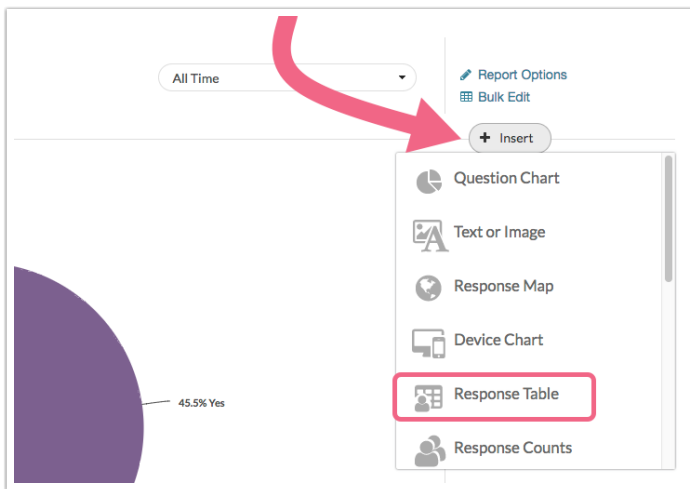 All Time
Report Options
Bulk Edit
+ Insert
Question Chart
Text or Image
Response Map
Device Chart
Response Table
Response Counts
45.5% Yes